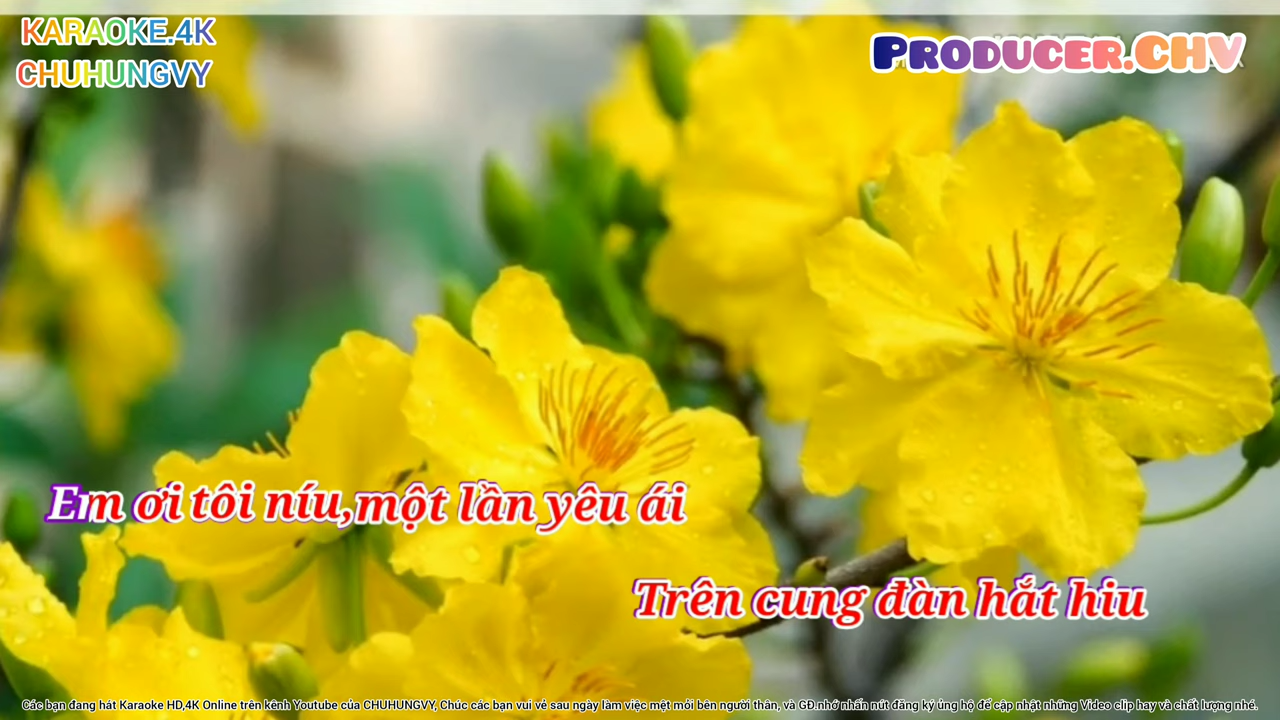 KARAOKE.4K
CHUHUNGVY
PRODUCER.CHV
Em ơi tôi níu,một lần yêu ái
Trên cung đàn hắt hiu
Các bạn đang hát Karaoke HD,4K Online trên kênh Youtube của CHUHUNGVY, Chúc các bạn vui vẻ sau ngày làm việc mệt mỏi bên người thân, và GĐ.nhớ nhấn nút đăng ký ủng hộ để cập nhật những Video clip hay và chất lượng nhé.